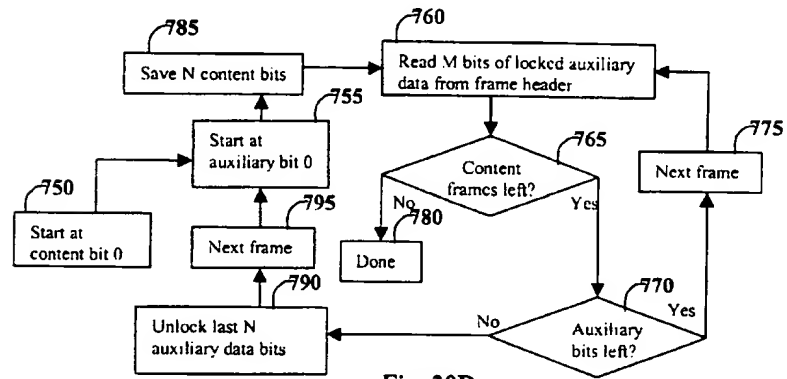 785
760
Save N content bits
Read M bits of locked auxiliary
data from frame header
755
Start at
auxiliary bit 0
765
Content
frames left?
775
Next frame
750
Start at
content bit 0
795
Next frame
No
780
Done
Yes
790
Unlock last N
auxiliary data bits
No
770
Auxiliary
bits left?
Yes